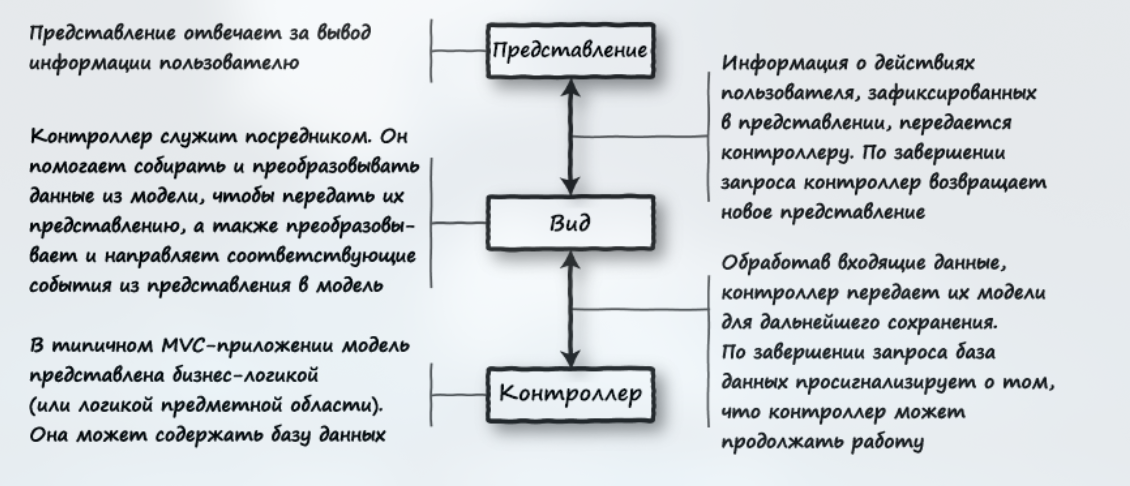 Представление отвечает за вывод
информации пользователю
Представление
Информация о действиях
пользователя, зафиксированных
в представлении, передается
контроллеру. По завершении
запроса контроллер возвращает
новое представление
Контроллер служит посредником. Он
помогает собирать и преобразовывать
данные из модели, чтобы передать их
представлению, а также преобразовы-
вает и направляет соответствующие
события из представления в модель
Вид
Обработав входящие данные,
контроллер передает их модели
для дальнейшего сохранения.
По завершении запроса база
данных просигнализирует о том,
что контроллер может
продолжать работу
В типичном MVC-приложении модель
представлена бизнес-логикой
(или логикой предметной области).
Она может содержать базу данных
Контроллер